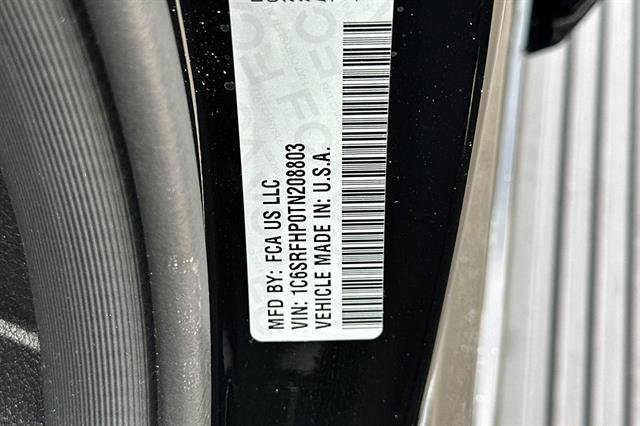 MFD BY: FCA US LLC
VIN: 1C6SRFHP0TN208803
VEHICLE MADE IN: U.S.A.